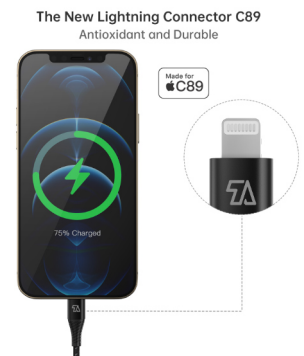 The New Lightning Connector C89
Antioxidant and Durable
Made for
C89
75% Charged